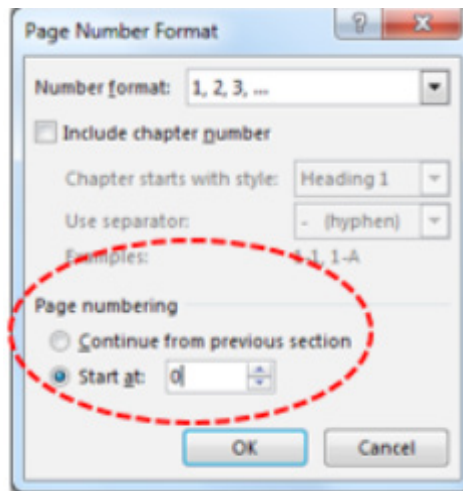 Page Number Format
Number format: 1, 2, 3, ...
Include chapter number
Chapter starts with style: Heading 1
Use separator: - (hyphen)
Examples: 1-1, 1-A
Page numbering
Continue from previous section
Start at: 0
OK Cancel